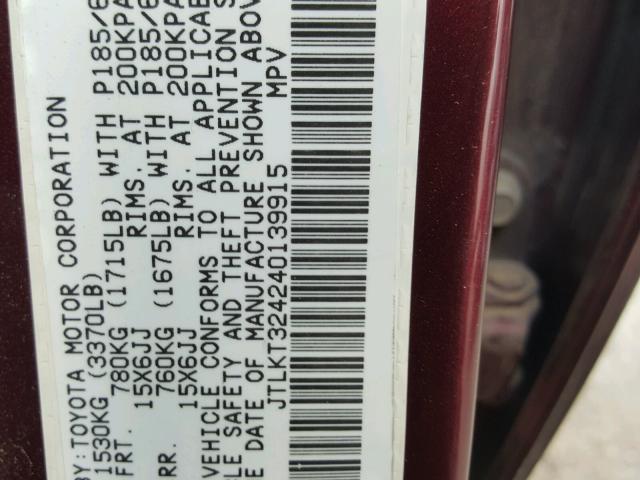 BY:TOYOTA MOTOR CORPORATION
1530KG (3370LB)
FRT. 780KG (1715LB) WITH P185/6
15X6JJ RIMS. AT 200KPA
RR. 760KG (1675LB) WITH P185/6
15X6JJ RIMS. AT 200KPA
VEHICLE CONFORMS TO ALL APPLICAB
LE SAFETY AND THEFT PREVENTION S
E DATE OF MANUFACTURE SHOWN ABOV
JTLKT324240139915 MPV